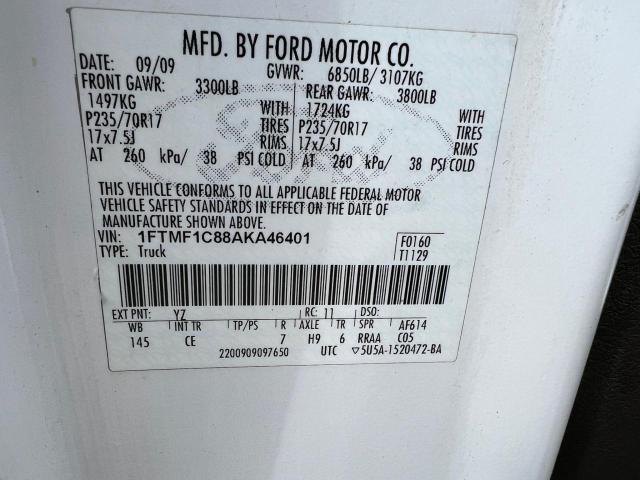 MFD. BY FORD MOTOR CO.
DATE: 09/09 GVWR: 6850LB/ 3107KG
FRONT GAWR: 3300LB REAR GAWR: 3800LB
1497KG WITH 1724KG WITH
P235/70R17 TIRES P235/70R17 TIRES
17x7.5J RIMS 17x7.5J RIMS
AT 260 kPa/ 38 PSI COLD AT 260 kPa/ 38 PSI COLD
THIS VEHICLE CONFORMS TO ALL APPLICABLE FEDERAL MOTOR
VEHICLE SAFETY STANDARDS IN EFFECT ON THE DATE OF
MANUFACTURE SHOWN ABOVE.
VIN: 1FTMF1C88AKA46401 F0160
TYPE: Truck T1129
EXT PNT: YZ RC: 11 DSO:
WB INT TR TP/PS R AXLE TR SPR AF614
145 CE 7 H9 6 RRAA C05
2200909097650 UTC ▽5U5A-1520472-BA